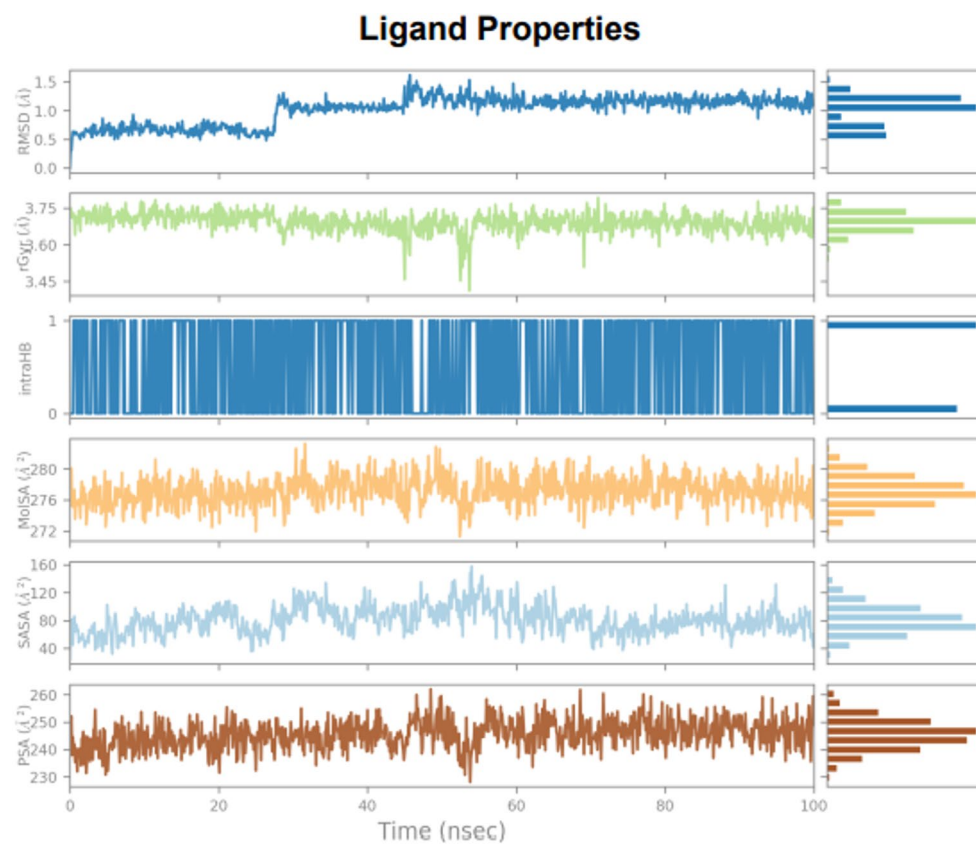 Ligand Properties
RMSD (Å)
1.5
1.0
0.5
0.0
rGyr (Å)
3.75
3.60
3.45
intraHB
1
0
MolSA (Å²)
280
276
272
SASA (Å²)
160
120
80
40
PSA (Å²)
260
250
240
230
0 20 40 60 80 100
Time (nsec)